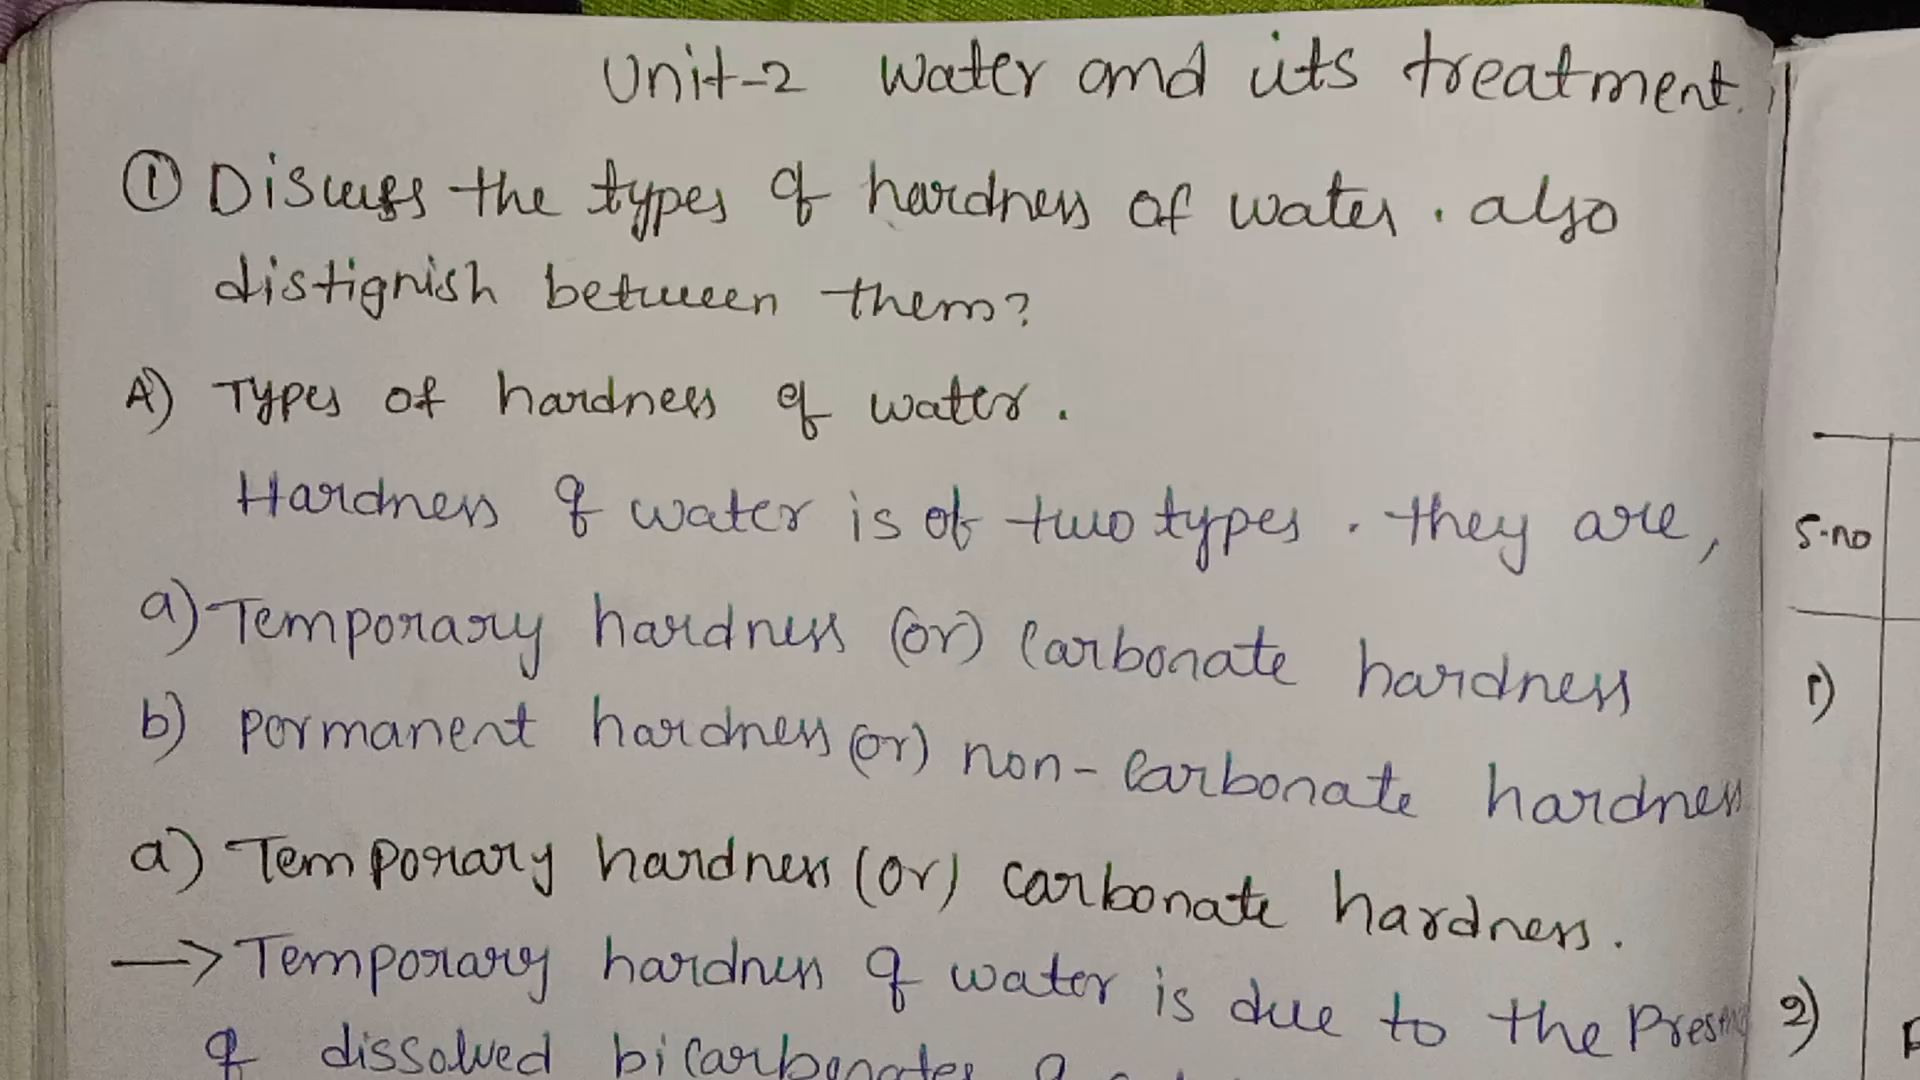 Unit-2 Water and its treatment.
① Discuss the types of hardness of water. also
distignish between them?
A) Types of hardness of water.
Hardness of water is of two types. they are,
a) Temporary hardness (or) Carbonate hardness
b) permanent hardness (or) non-Carbonate hardness
a) Temporary hardness (or) carbonate hardness.
→ Temporary hardness of water is due to the
of dissolved bicarbonates
S.no
1)
2)